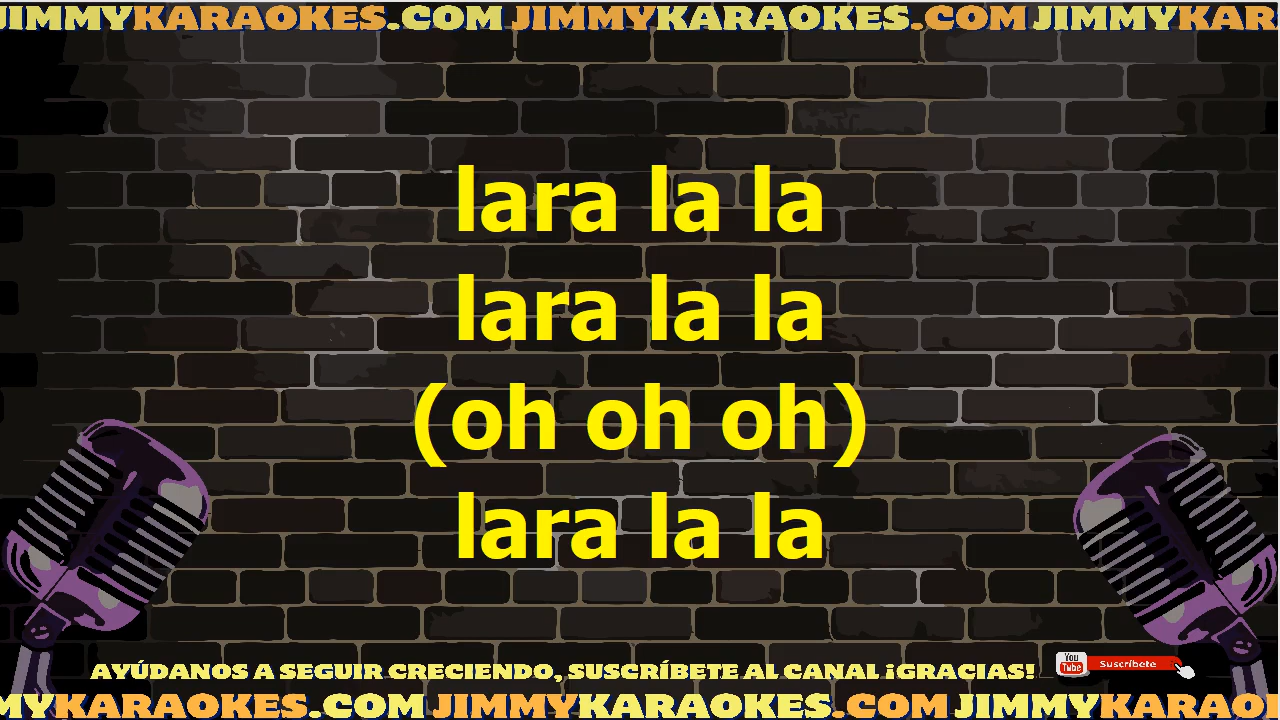 JIMMYKARAOKES.COM JIMMYKARAOKES.COM JIMMYKAR
lara la la
lara la la
(oh oh oh)
lara la la
AYÚDANOS A SEGUIR CRECIENDO, SUSCRÍBETE AL CANAL ¡GRACIAS!
You Tube Suscríbete
MYKARAOKES.COM JIMMYKARAOKES.COM JIMMYKARAOK